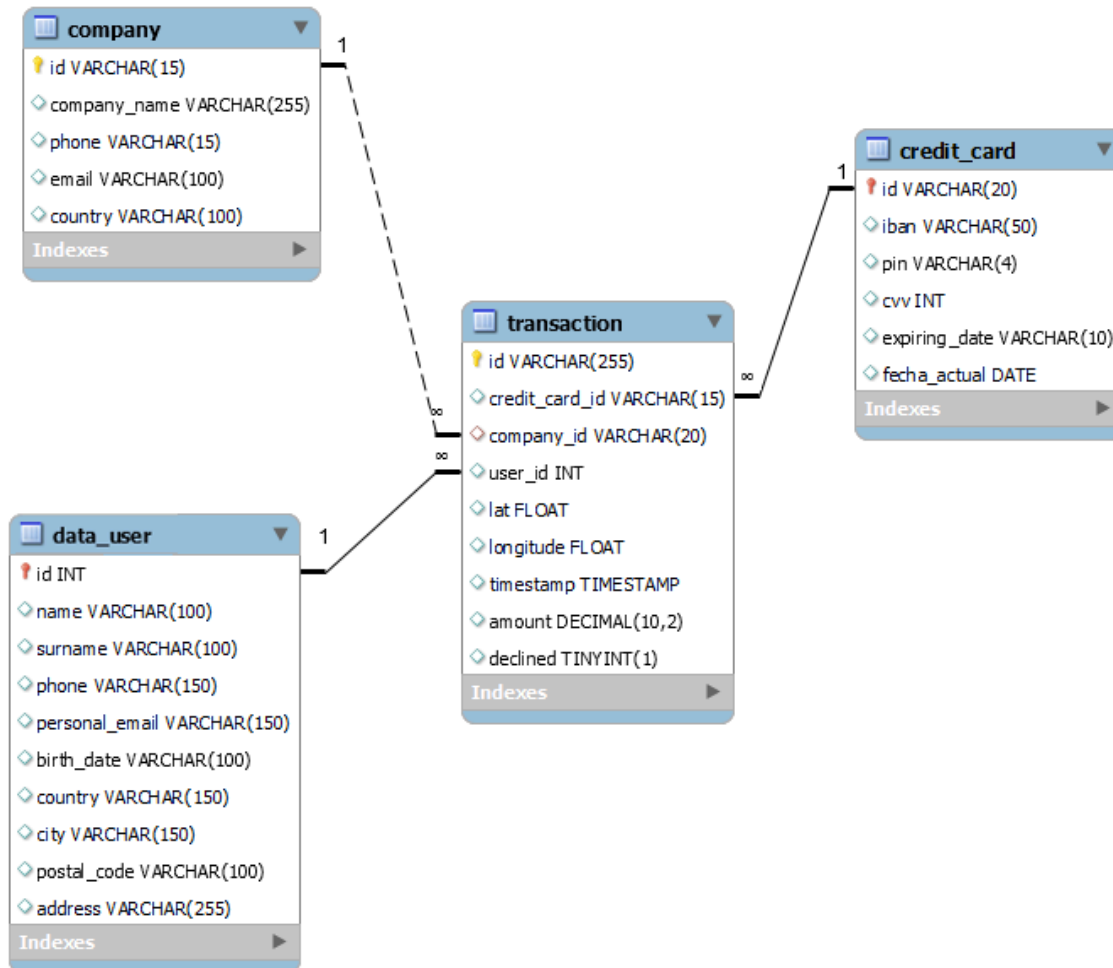 company
id VARCHAR(15)
company_name VARCHAR(255)
phone VARCHAR(15)
email VARCHAR(100)
country VARCHAR(100)
Indexes
1
∞
credit_card
id VARCHAR(20)
iban VARCHAR(50)
pin VARCHAR(4)
cvv INT
expiring_date VARCHAR(10)
fecha_actual DATE
Indexes
1
∞
transaction
id VARCHAR(255)
credit_card_id VARCHAR(15)
company_id VARCHAR(20)
user_id INT
lat FLOAT
longitude FLOAT
timestamp TIMESTAMP
amount DECIMAL(10,2)
declined TINYINT(1)
Indexes
∞
1
data_user
id INT
name VARCHAR(100)
surname VARCHAR(100)
phone VARCHAR(150)
personal_email VARCHAR(150)
birth_date VARCHAR(100)
country VARCHAR(150)
city VARCHAR(150)
postal_code VARCHAR(100)
address VARCHAR(255)
Indexes